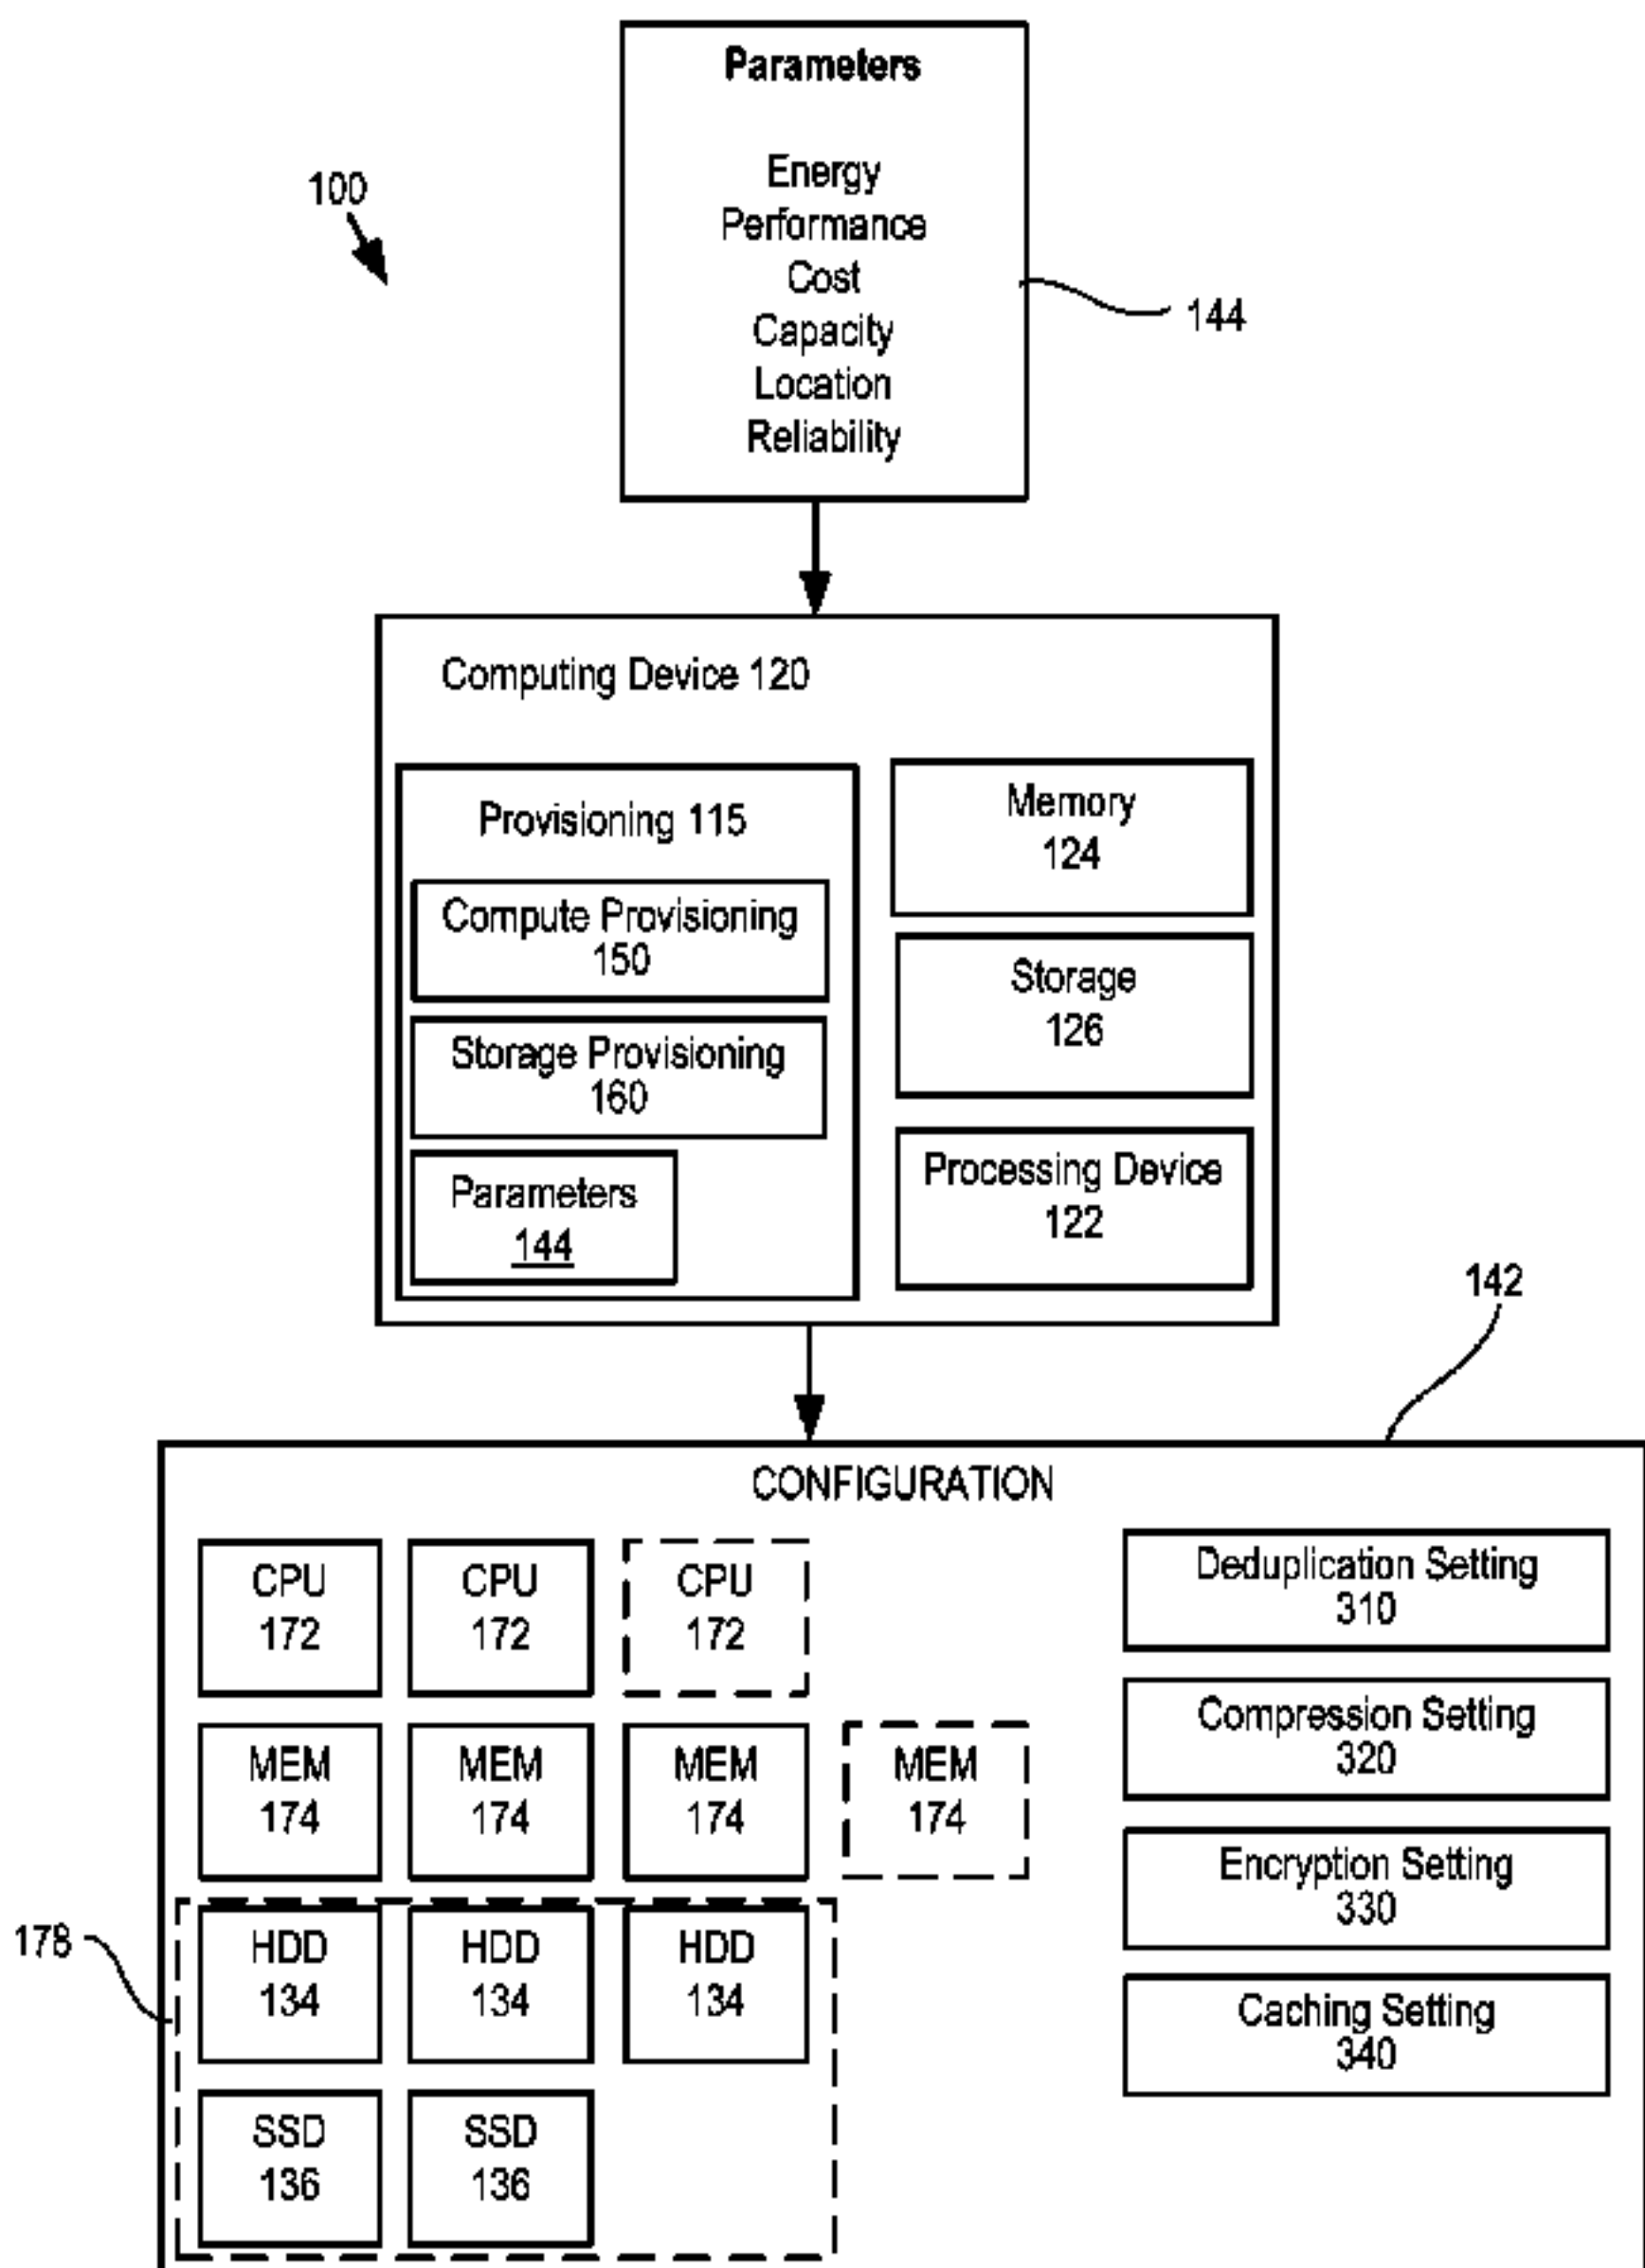 Parameters
Energy
Performance
Cost
Capacity
Location
Reliability
100
144
Computing Device 120
Provisioning 115
Compute Provisioning
150
Storage Provisioning
160
Parameters
144
Memory
124
Storage
126
Processing Device
122
142
CONFIGURATION
CPU
172
CPU
172
CPU
172
MEM
174
MEM
174
MEM
174
MEM
174
178
HDD
134
HDD
134
HDD
134
SSD
136
SSD
136
Deduplication Setting
310
Compression Setting
320
Encryption Setting
330
Caching Setting
340